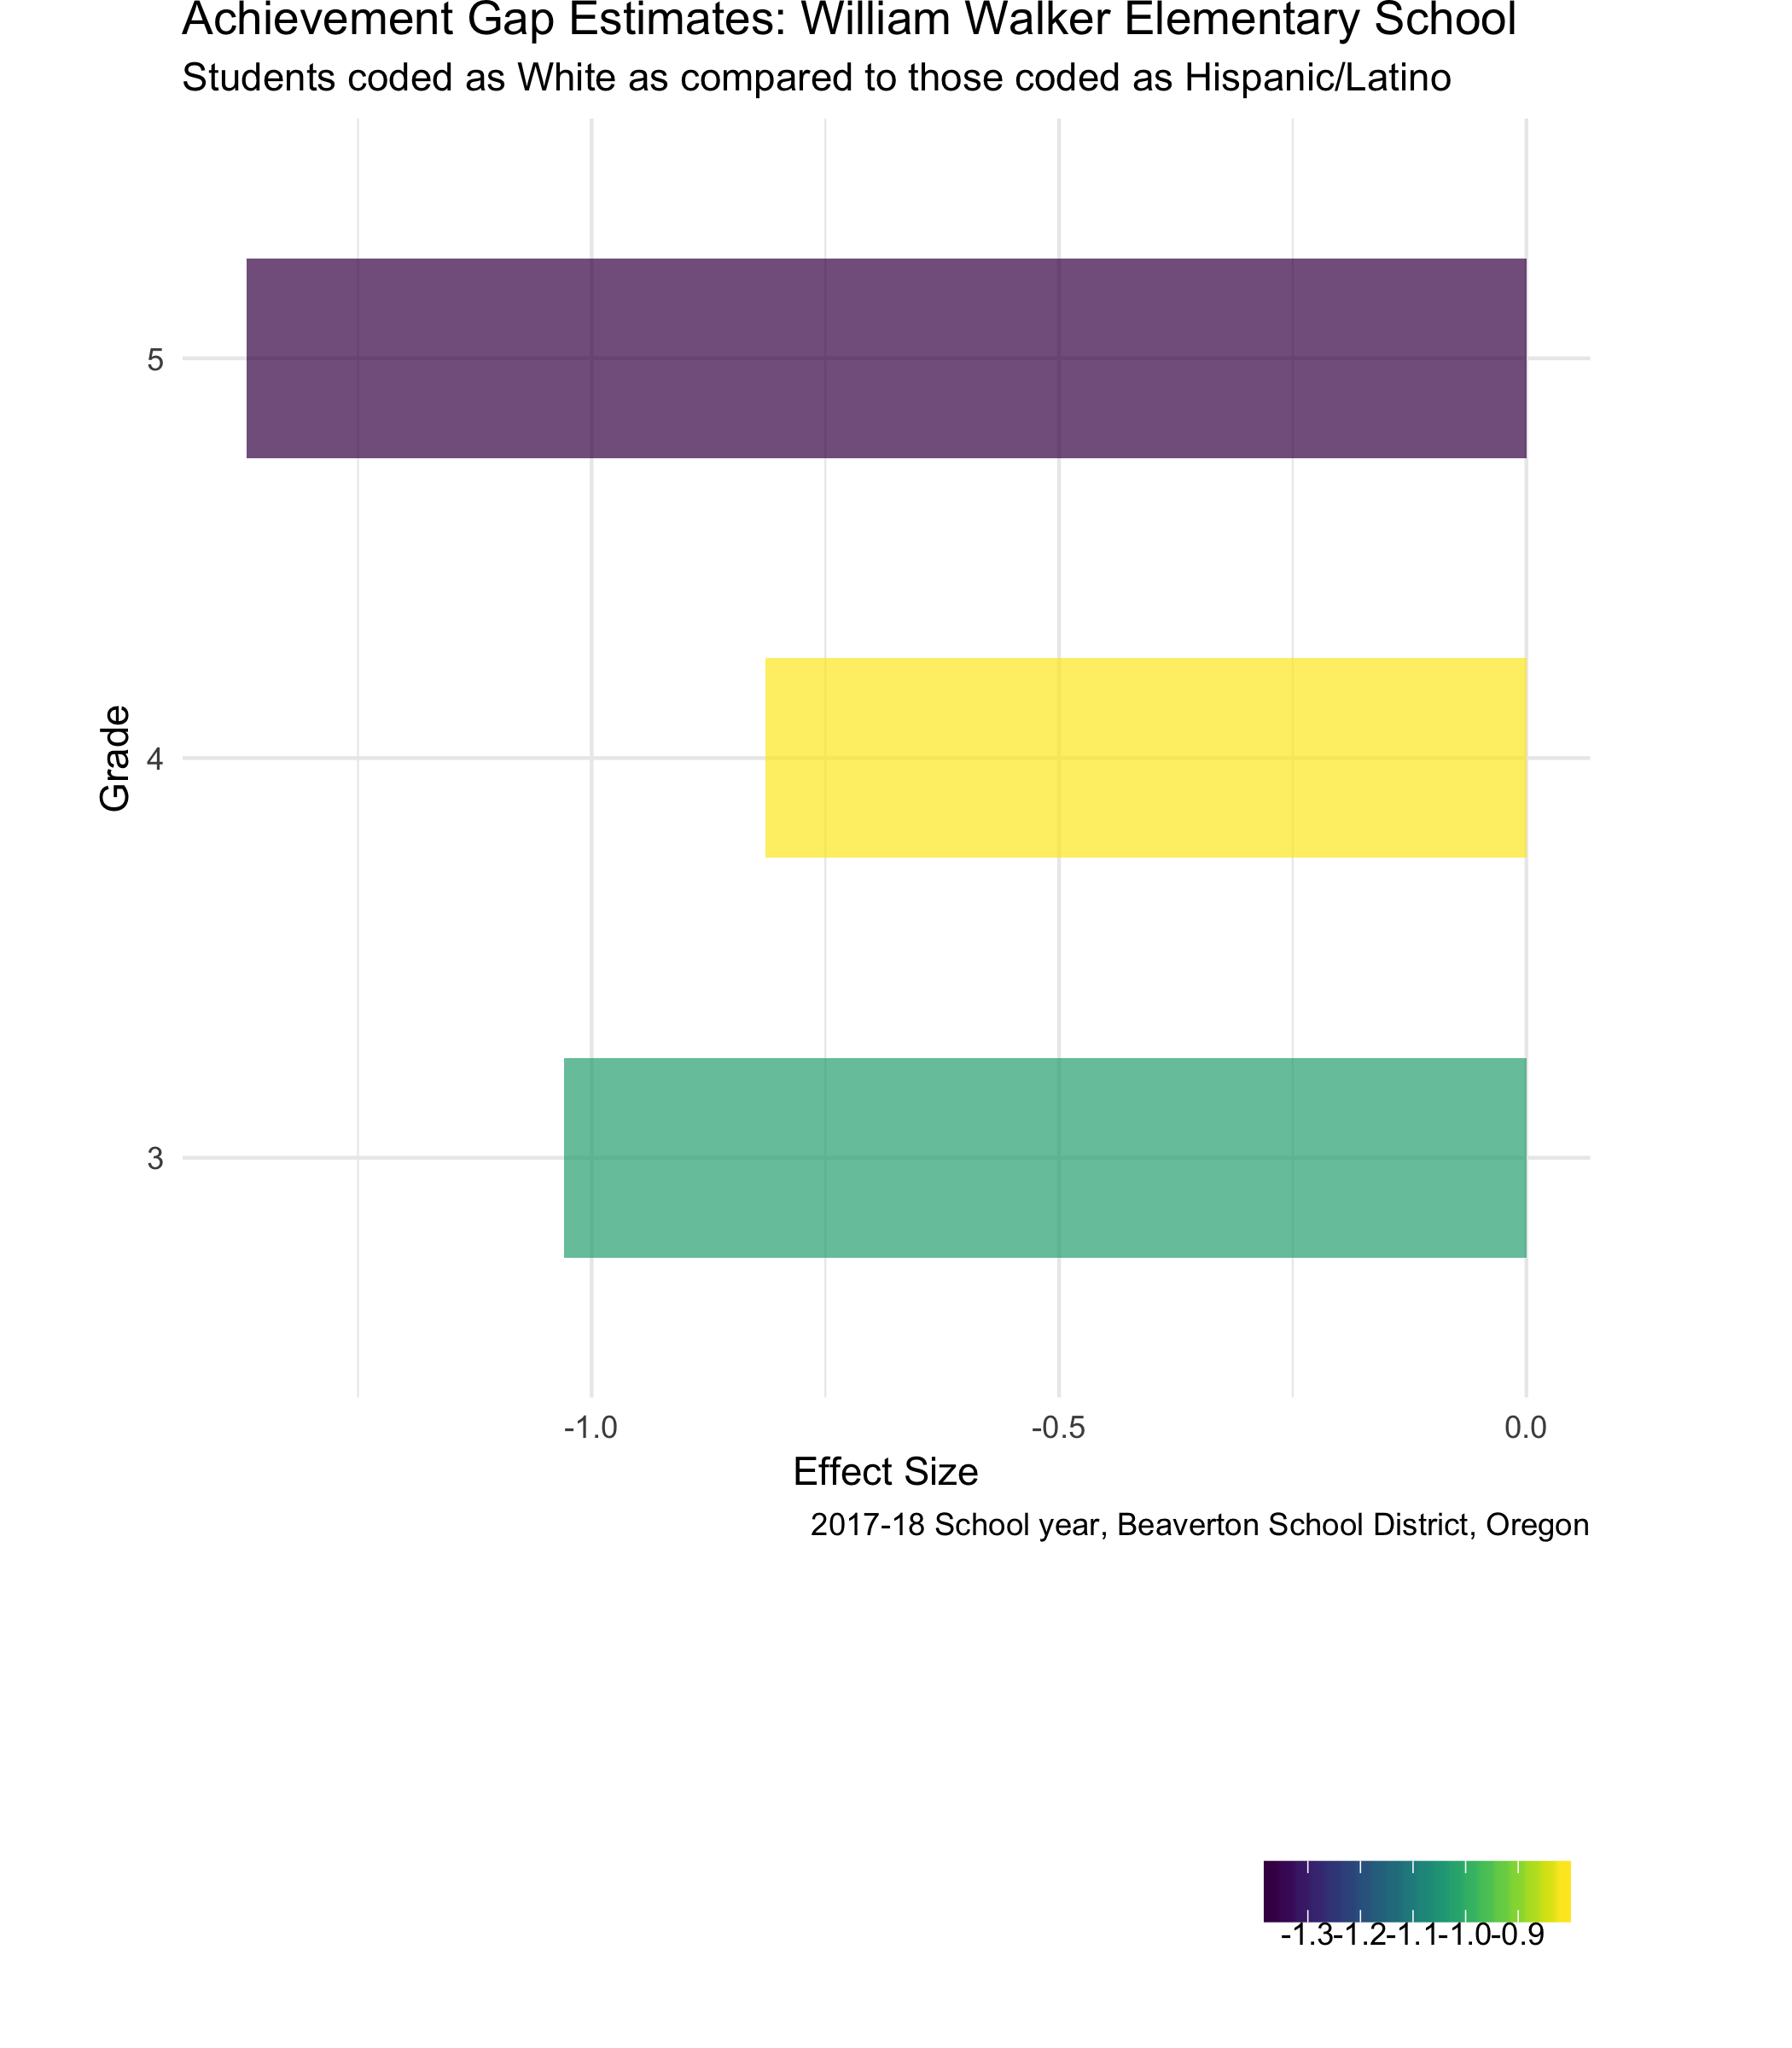 Achievement Gap Estimates: William Walker Elementary School
Students coded as White as compared to those coded as Hispanic/Latino
5
4
3
Grade
-1.0 -0.5 0.0
Effect Size
2017-18 School year, Beaverton School District, Oregon
-1.3 -1.2 -1.1 -1.0 -0.9